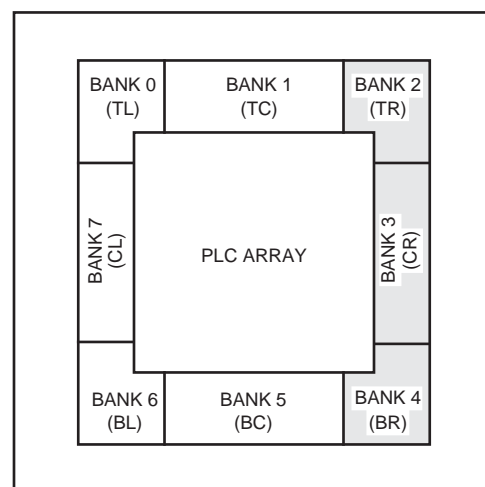 BANK 0
(TL)
BANK 1
(TC)
BANK 2
(TR)
BANK 7
(CL)
PLC ARRAY
BANK 3
(CR)
BANK 6
(BL)
BANK 5
(BC)
BANK 4
(BR)